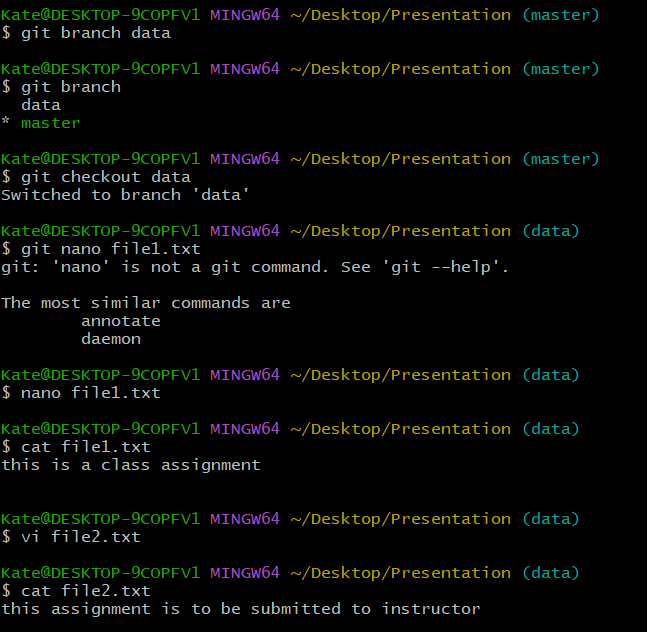 Kate@DESKTOP-9COPFV1 MINGW64 ~/Desktop/Presentation (master)
$ git branch data
Kate@DESKTOP-9COPFV1 MINGW64 ~/Desktop/Presentation (master)
$ git branch
  data
* master
Kate@DESKTOP-9COPFV1 MINGW64 ~/Desktop/Presentation (master)
$ git checkout data
Switched to branch 'data'
Kate@DESKTOP-9COPFV1 MINGW64 ~/Desktop/Presentation (data)
$ git nano file1.txt
git: 'nano' is not a git command. See 'git --help'.
The most similar commands are
        annotate
        daemon
Kate@DESKTOP-9COPFV1 MINGW64 ~/Desktop/Presentation (data)
$ nano file1.txt
Kate@DESKTOP-9COPFV1 MINGW64 ~/Desktop/Presentation (data)
$ cat file1.txt
this is a class assignment
Kate@DESKTOP-9COPFV1 MINGW64 ~/Desktop/Presentation (data)
$ vi file2.txt
Kate@DESKTOP-9COPFV1 MINGW64 ~/Desktop/Presentation (data)
$ cat file2.txt
this assignment is to be submitted to instructor